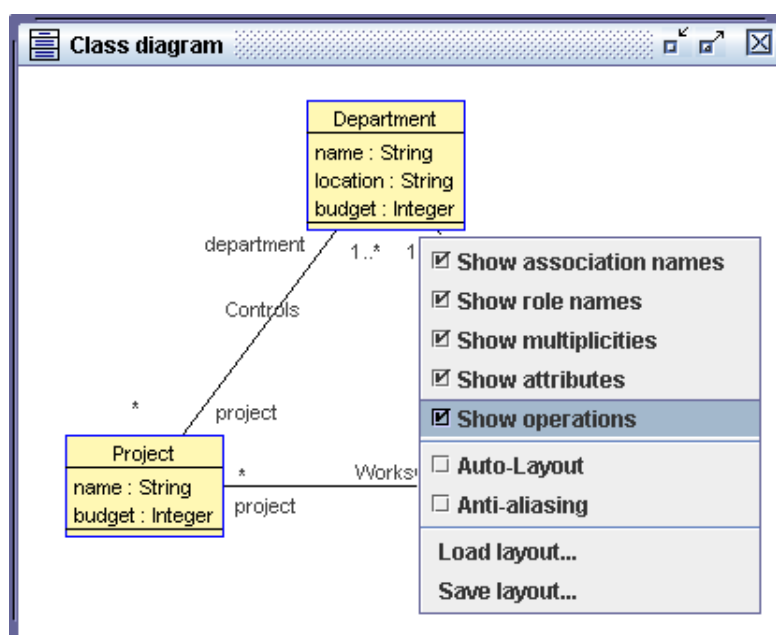 Class diagram
Department
name : String
location : String
budget : Integer
department
1..*
1
Controls
*
project
Project
name : String
budget : Integer
*
Works
project
Show association names
Show role names
Show multiplicities
Show attributes
Show operations
Auto-Layout
Anti-aliasing
Load layout...
Save layout...